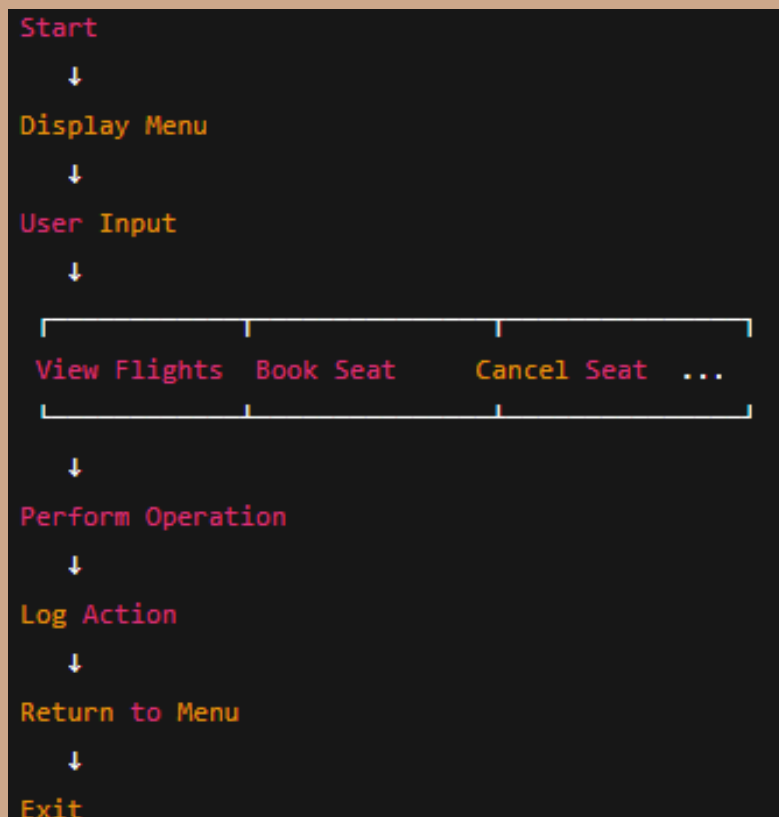 Start
↓
Display Menu
↓
User Input
↓
View Flights  Book Seat  Cancel Seat  ...
↓
Perform Operation
↓
Log Action
↓
Return to Menu
↓
Exit